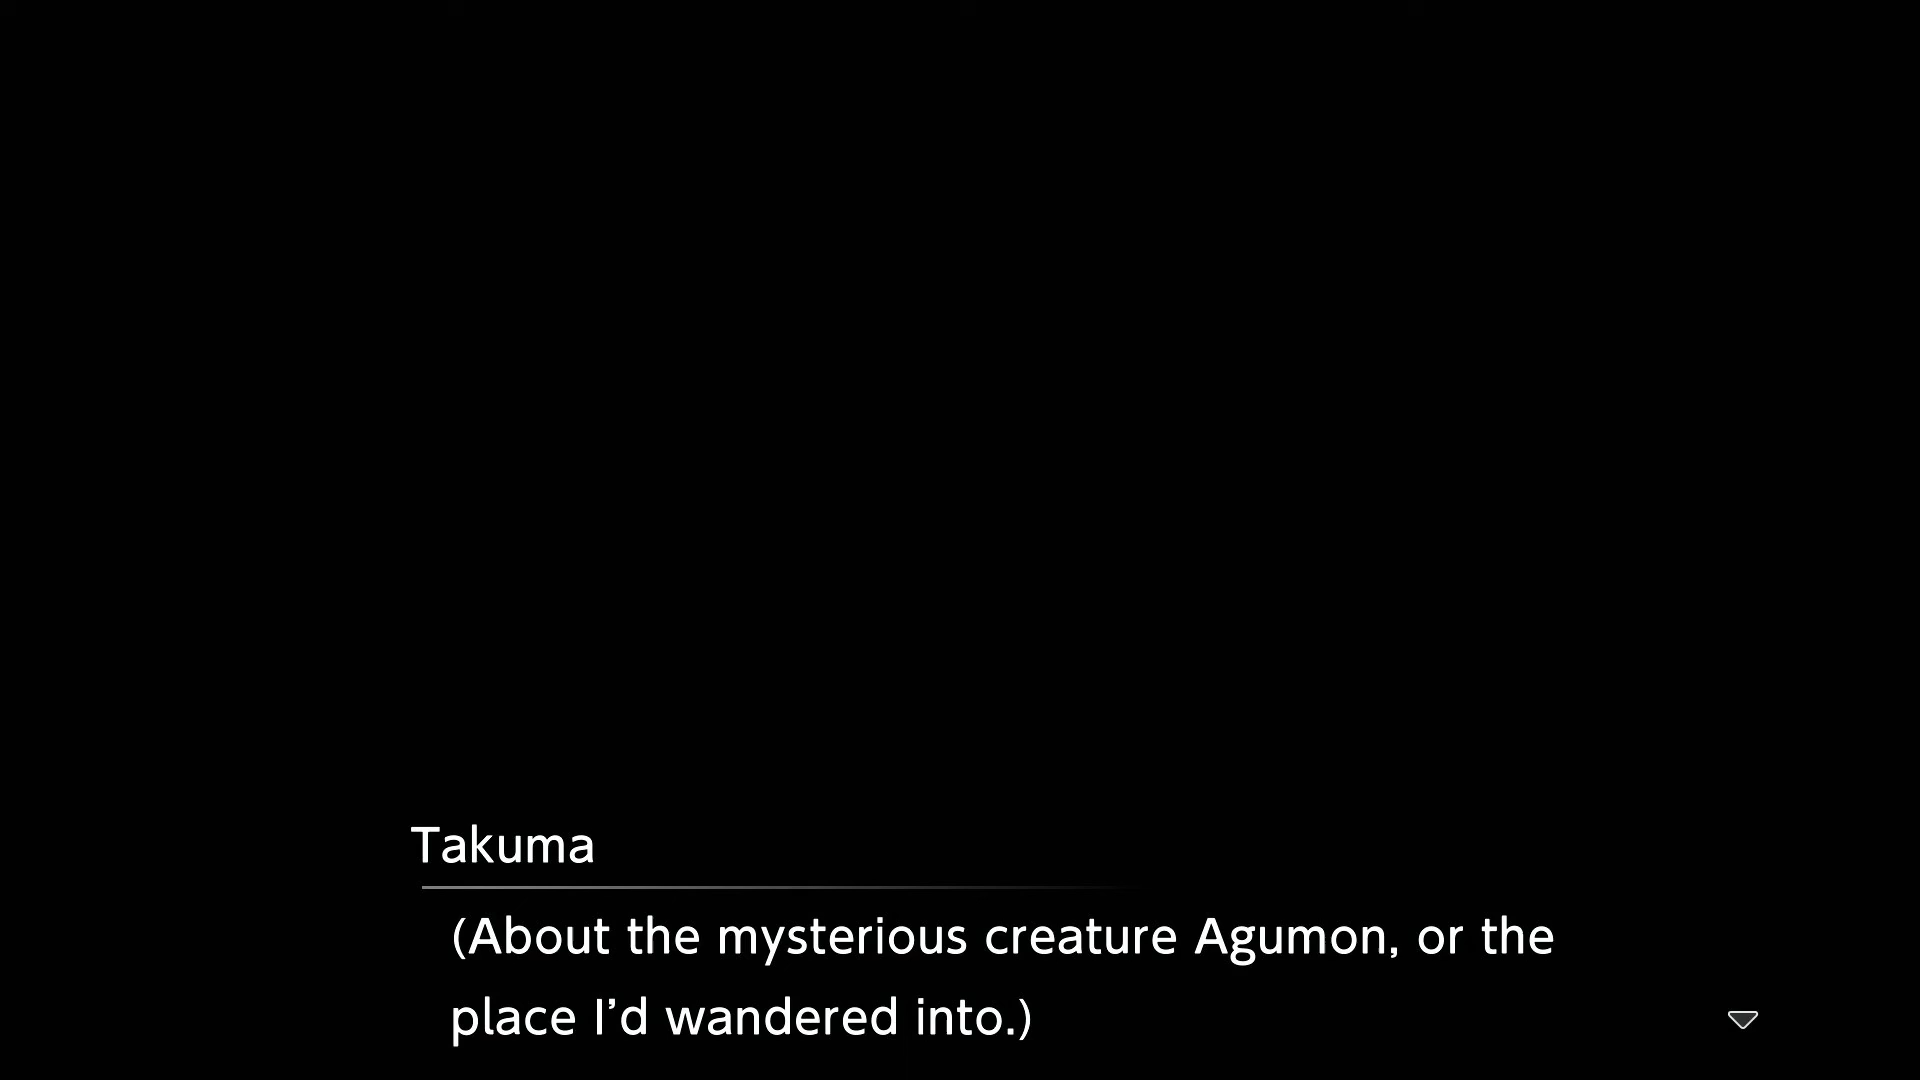 Takuma
(About the mysterious creature Agumon, or the
place I’d wandered into.)